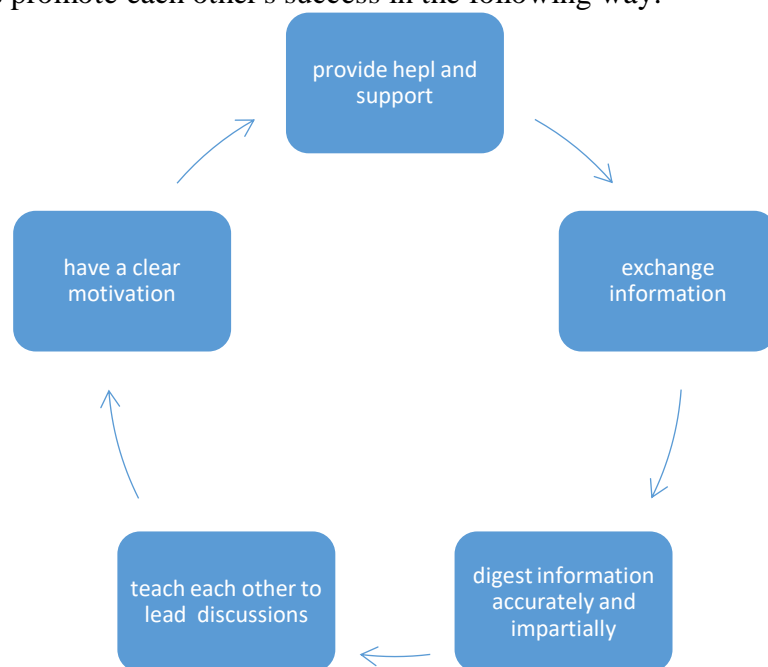 promote each other's success in the following way:
provide hepl and
support
exchange
information
digest information
accurately and
impartially
teach each other to
lead discussions
have a clear
motivation